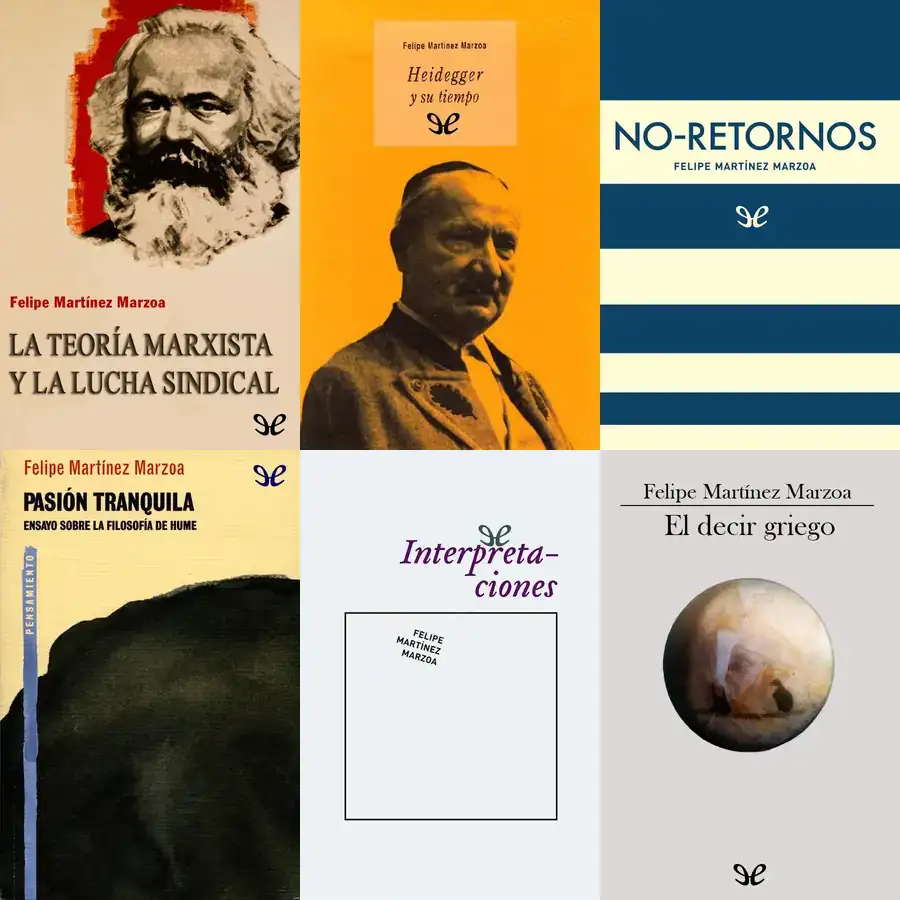 Felipe Martínez Marzoa
LA TEORÍA MARXISTA
Y LA LUCHA SINDICAL
Felipe Martínez Marzoa
Heidegger
y su tiempo
NO-RETORNOS
FELIPE MARTÍNEZ MARZOA
Felipe Martínez Marzoa
PASIÓN TRANQUILA
ENSAYO SOBRE LA FILOSOFÍA DE HUME
PENSAMIENTO
Interpreta-
ciones
FELIPE
MARTÍNEZ
MARZOA
Felipe Martínez Marzoa
El decir griego